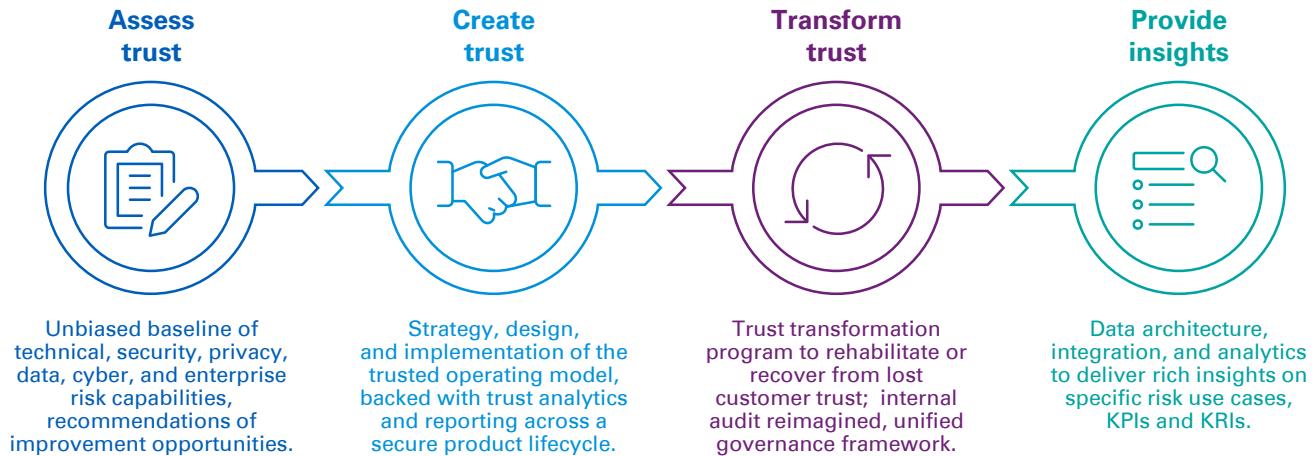 Assess
trust
Create
trust
Transform
trust
Provide
insights
Unbiased baseline of
technical, security, privacy,
data, cyber, and enterprise
risk capabilities,
recommendations of
improvement opportunities.
Strategy, design,
and implementation of the
trusted operating model,
backed with trust analytics
and reporting across a
secure product lifecycle.
Trust transformation
program to rehabilitate or
recover from lost
customer trust; internal
audit reimagined, unified
governance framework.
Data architecture,
integration, and analytics
to deliver rich insights on
specific risk use cases,
KPIs and KRIs.